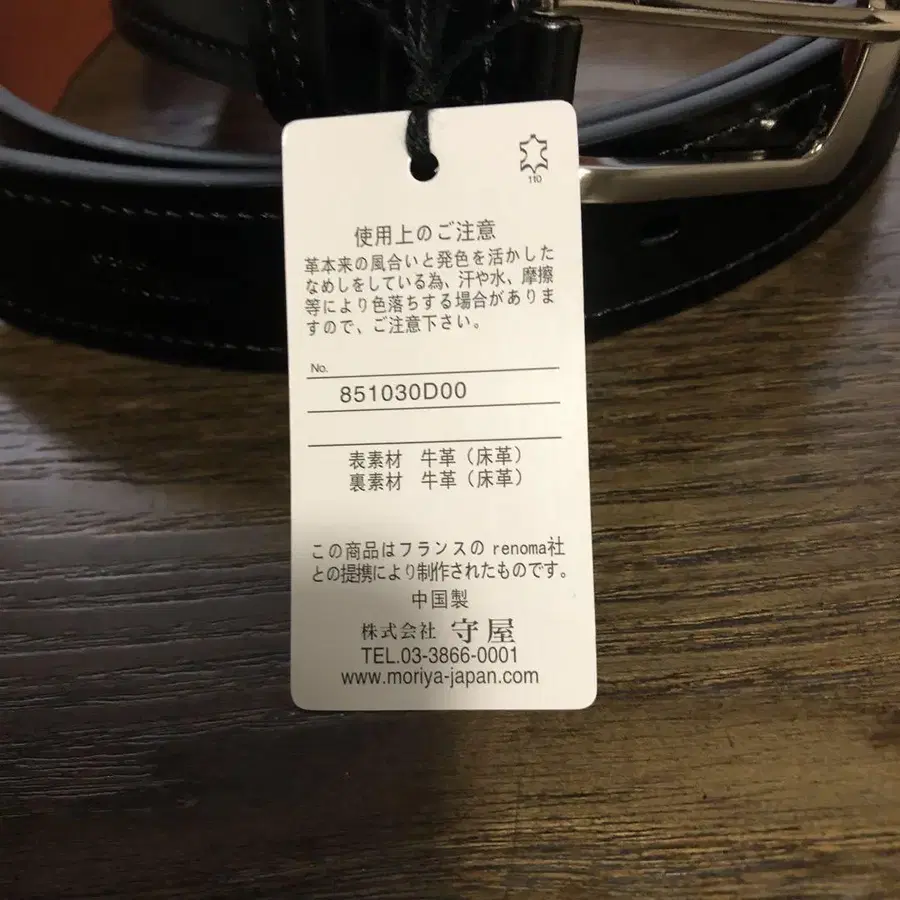 110
使用上のご注意
革本来の風合いと発色を活かした
なめしをしている為、汗や水、摩擦
等により色落ちする場合がありま
すので、ご注意下さい。
No.
851030D00
表素材 牛革（床革）
裏素材 牛革（床革）
この商品はフランスの renoma社
との提携により制作されたものです。
中国製
株式会社 守屋
TEL.03-3866-0001
www.moriya-japan.com